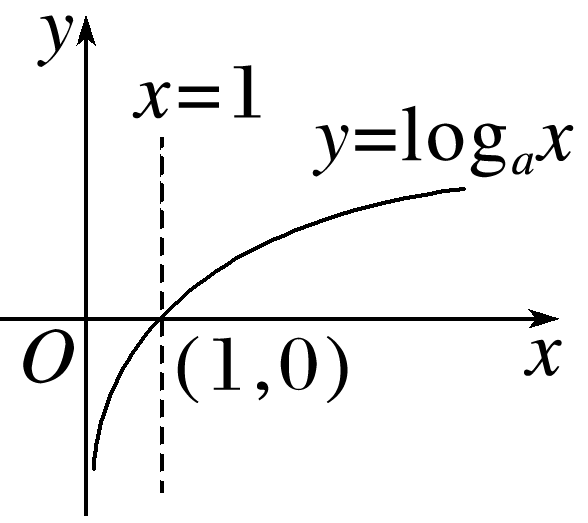 y
x=1
y=logₐx
O
(1,0)
x